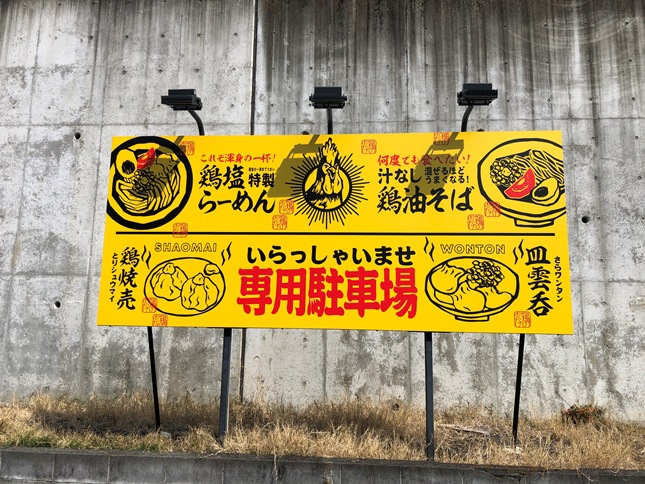 これぞ渾身の一杯!
鶏塩特製
らーめん
何度でも食べたい!
汁なし混ぜるほど
うまくなる!
鶏油そば
SHAOMAI
鶏焼売
とりシュウマイ
いらっしゃいませ
専用駐車場
WONTON
皿雲呑
さらワンタン